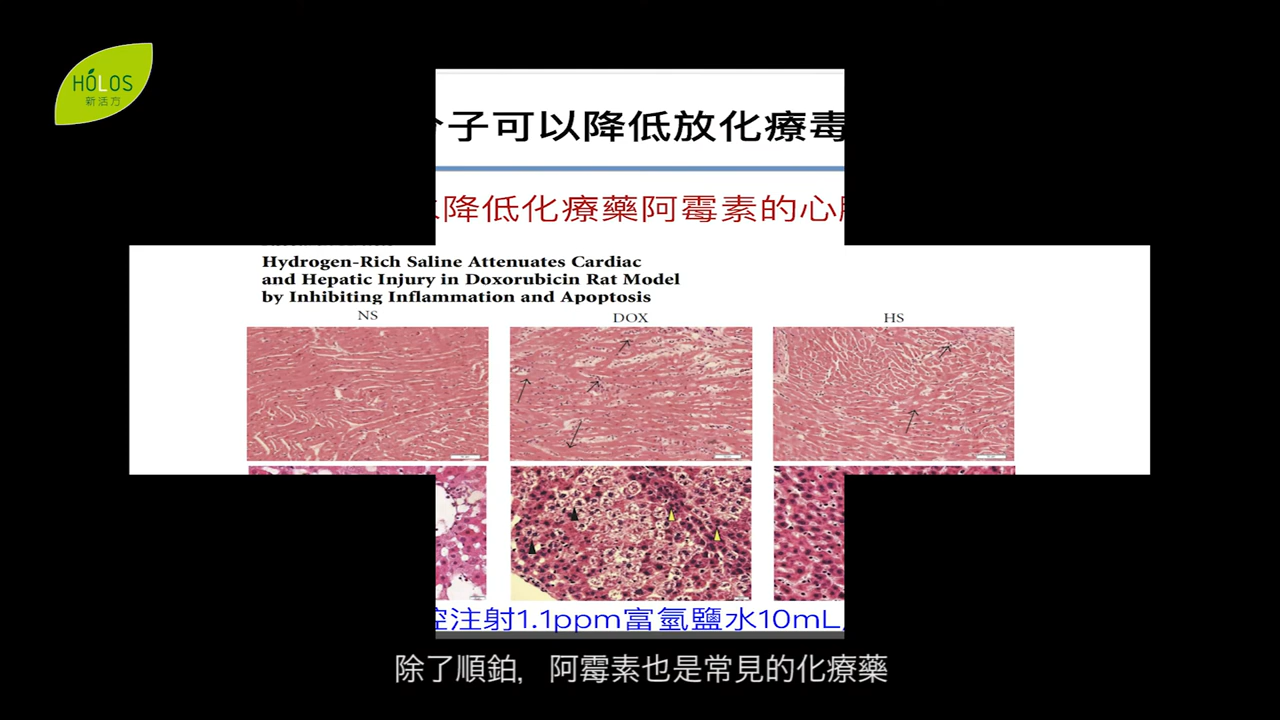 HOLOS
新活方
子可以降低放化療毒
降低化療藥阿霉素的心
Hydrogen-Rich Saline Attenuates Cardiac
and Hepatic Injury in Doxorubicin Rat Model
by Inhibiting Inflammation and Apoptosis
NS DOX HS
注射1.1ppm富氫鹽水10mL
除了順鉑, 阿霉素也是常見的化療藥